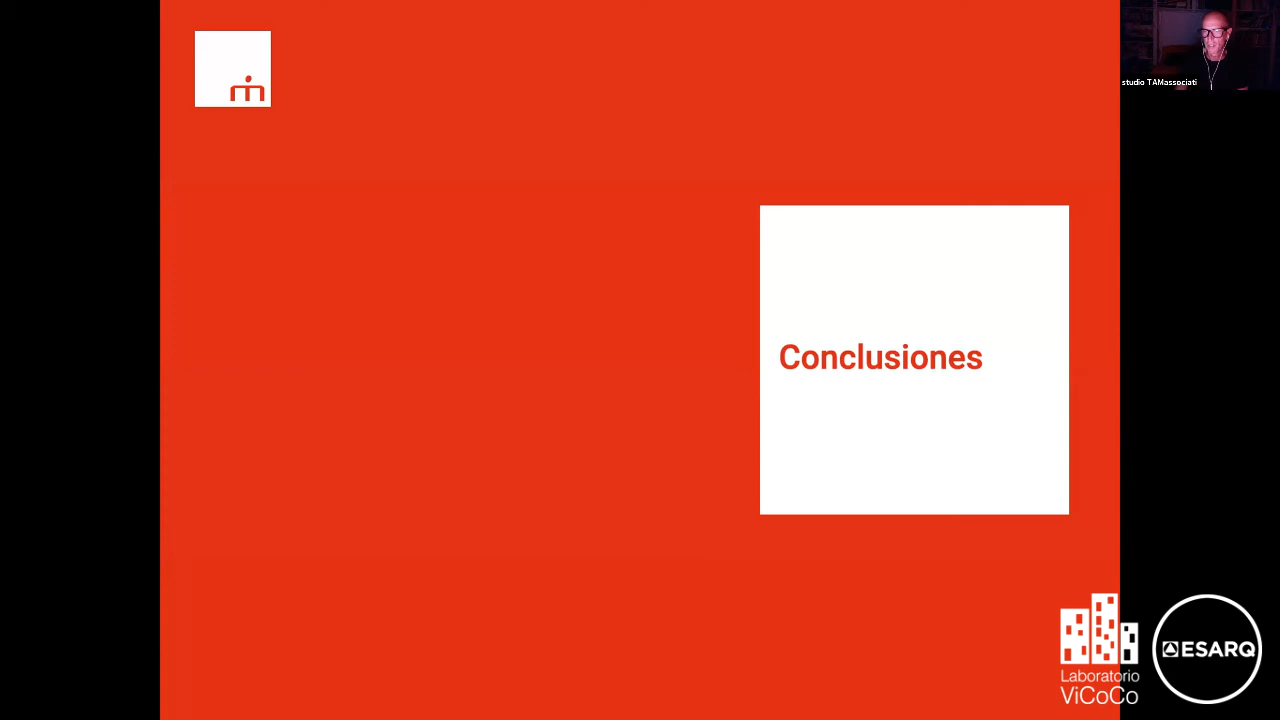 studio TAMassociati
Conclusiones
Laboratorio
ViCoCo
ESARQ